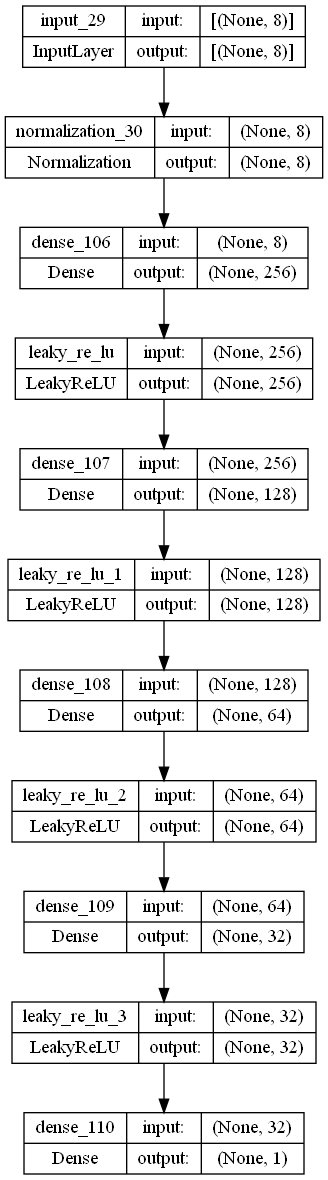 input_29 input: [(None, 8)]
InputLayer output: [(None, 8)]
normalization_30 input: (None, 8)
Normalization output: (None, 8)
dense_106 input: (None, 8)
Dense output: (None, 256)
leaky_re_lu input: (None, 256)
LeakyReLU output: (None, 256)
dense_107 input: (None, 256)
Dense output: (None, 128)
leaky_re_lu_1 input: (None, 128)
LeakyReLU output: (None, 128)
dense_108 input: (None, 128)
Dense output: (None, 64)
leaky_re_lu_2 input: (None, 64)
LeakyReLU output: (None, 64)
dense_109 input: (None, 64)
Dense output: (None, 32)
leaky_re_lu_3 input: (None, 32)
LeakyReLU output: (None, 32)
dense_110 input: (None, 32)
Dense output: (None, 1)